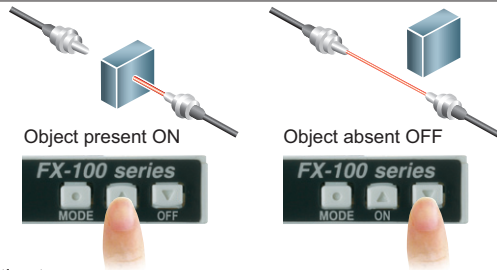 Object present ON
Object absent OFF
FX-100 series
MODE
OFF
FX-100 series
MODE
ON